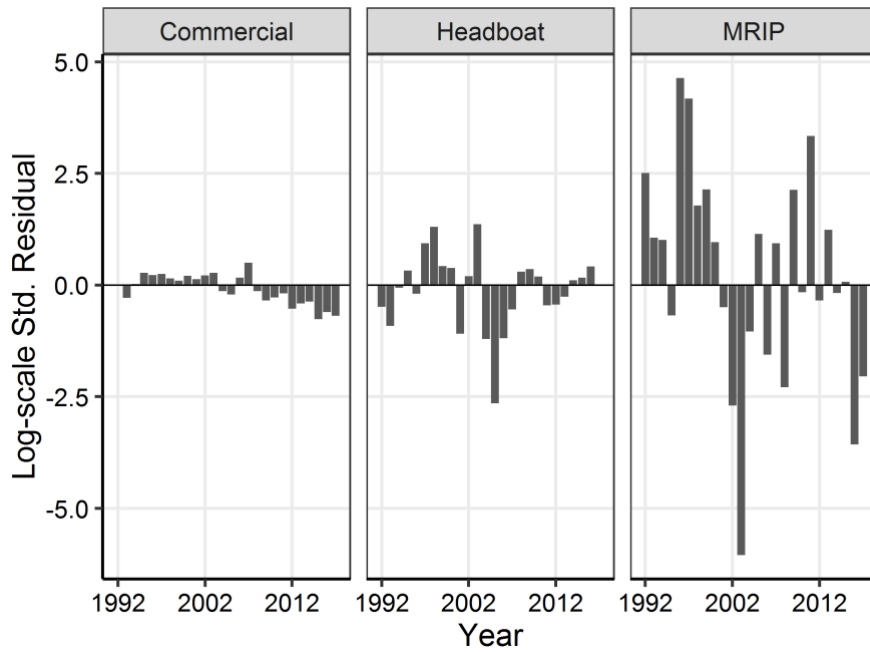 Commercial Headboat MRIP
5.0
2.5
0.0
-2.5
-5.0
Log-scale Std. Residual
1992 2002 2012 1992 2002 2012 1992 2002 2012
Year